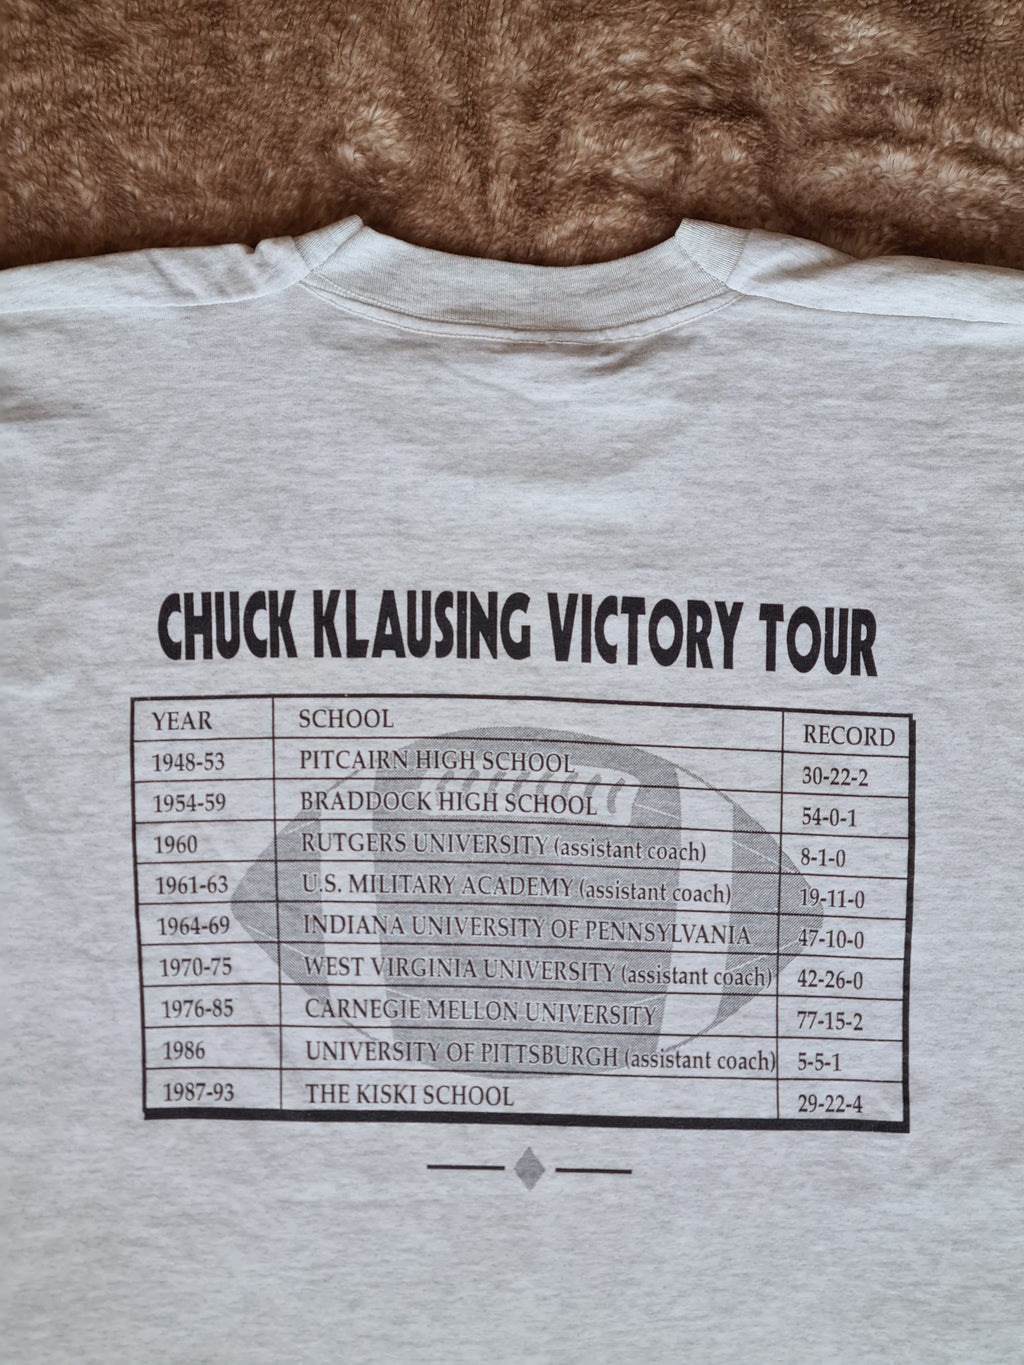 CHUCK KLAUSING VICTORY TOUR
YEAR SCHOOL RECORD
1948-53 PITCAIRN HIGH SCHOOL 30-22-2
1954-59 BRADDOCK HIGH SCHOOL 54-0-1
1960 RUTGERS UNIVERSITY (assistant coach) 8-1-0
1961-63 U.S. MILITARY ACADEMY (assistant coach) 19-11-0
1964-69 INDIANA UNIVERSITY OF PENNSYLVANIA 47-10-0
1970-75 WEST VIRGINIA UNIVERSITY (assistant coach) 42-26-0
1976-85 CARNEGIE MELLON UNIVERSITY 77-15-2
1986 UNIVERSITY OF PITTSBURGH (assistant coach) 5-5-1
1987-93 THE KISKI SCHOOL 29-22-4